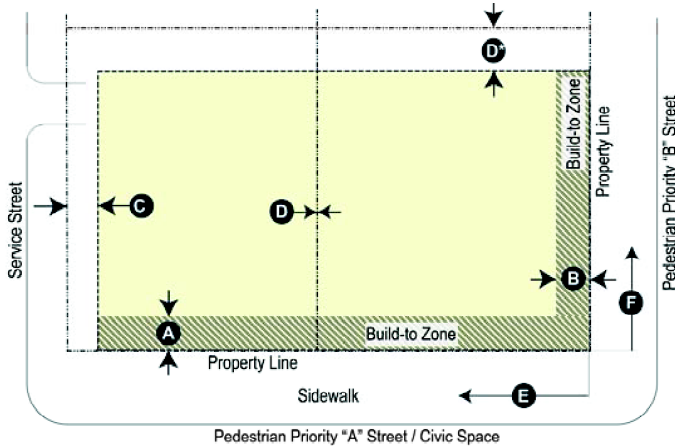 D*
Build-to Zone
Property Line
Pedestrian Priority "B" Street
Service Street
C
D
B
F
A
Build-to Zone
Property Line
Sidewalk
E
Pedestrian Priority "A" Street / Civic Space